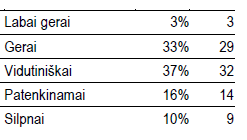 Labai gerai 3% 3
Gerai 33% 29
Vidutiniškai 37% 32
Patenkinamai 16% 14
Silpnai 10% 9